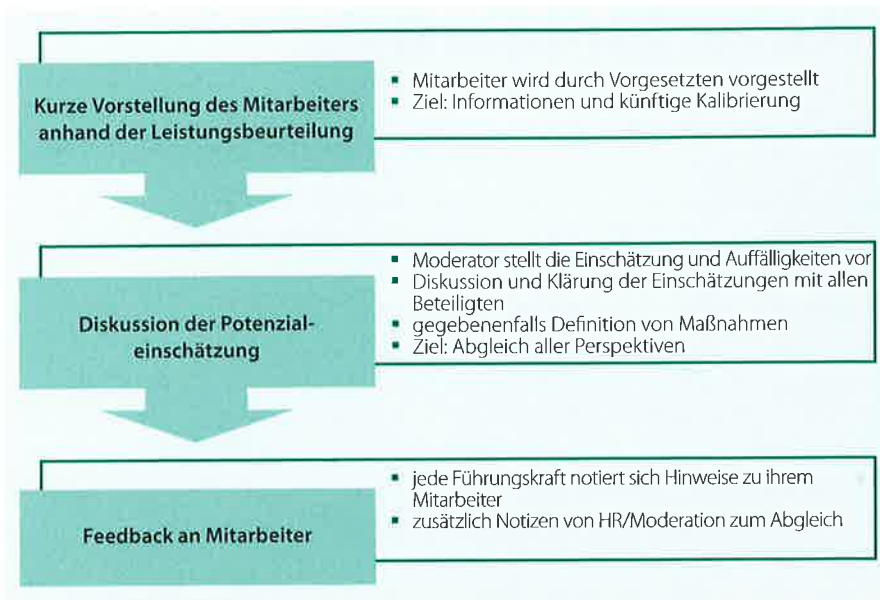 Kurze Vorstellung des Mitarbeiters
anhand der Leistungsbeurteilung
▪ Mitarbeiter wird durch Vorgesetzten vorgestellt
▪ Ziel: Informationen und künftige Kalibrierung
Diskussion der Potenzial-
einschätzung
▪ Moderator stellt die Einschätzung und Auffälligkeiten vor
▪ Diskussion und Klärung der Einschätzungen mit allen
Beteiligten
▪ gegebenenfalls Definition von Maßnahmen
▪ Ziel: Abgleich aller Perspektiven
Feedback an Mitarbeiter
▪ jede Führungskraft notiert sich Hinweise zu ihrem
Mitarbeiter
▪ zusätzlich Notizen von HR/Moderation zum Abgleich